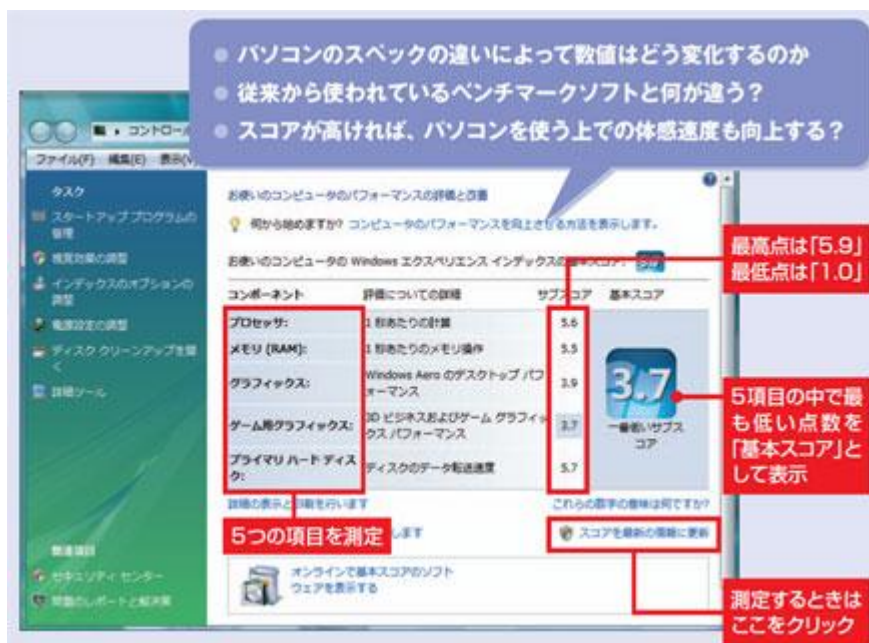 パソコンのスペックの違いによって数値はどう変化するのか
従来から使われているベンチマークソフトと何が違う？
スコアが高ければ、パソコンを使う上での体感速度も向上する？
コントロール
ファイル(F) 編集(E) 表示(V)
タスク
スタートアップ プログラムの
管理
視覚効果の調整
インデックスのオプションの
調整
電源設定の調整
ディスク クリーンアップを開
く
詳細ツール
関連項目
セキュリティ センター
問題のレポートと解決策
お使いのコンピュータのパフォーマンスの評価と改善
何から始めますか? コンピュータのパフォーマンスを向上させる方法を表示します。
お使いのコンピュータの Windows エクスペリエンス インデックスの基本スコア: 3.7
コンポーネント 評価についての詳細 サブスコア 基本スコア
プロセッサ: 1 秒あたりの計算 5.6
メモリ (RAM): 1 秒あたりのメモリ操作 5.5
グラフィックス: Windows Aero のデスクトップ パフ
ォーマンス 3.9
ゲーム用グラフィックス: 3D ビジネスおよびゲーム グラフィッ
クス パフォーマンス 3.7
プライマリ ハード ディス
ク: ディスクのデータ転送速度 5.7
3.7
一番低いサブス
コア
詳細の表示と印刷を行います
これらの数字の意味は何ですか?
5つの項目を測定
します
スコアを最新の情報に更新
オンラインで基本スコアのソフト
ウェアを表示する
最高点は「5.9」
最低点は「1.0」
5項目の中で最
も低い点数を
「基本スコア」と
して表示
測定するときは
ここをクリック